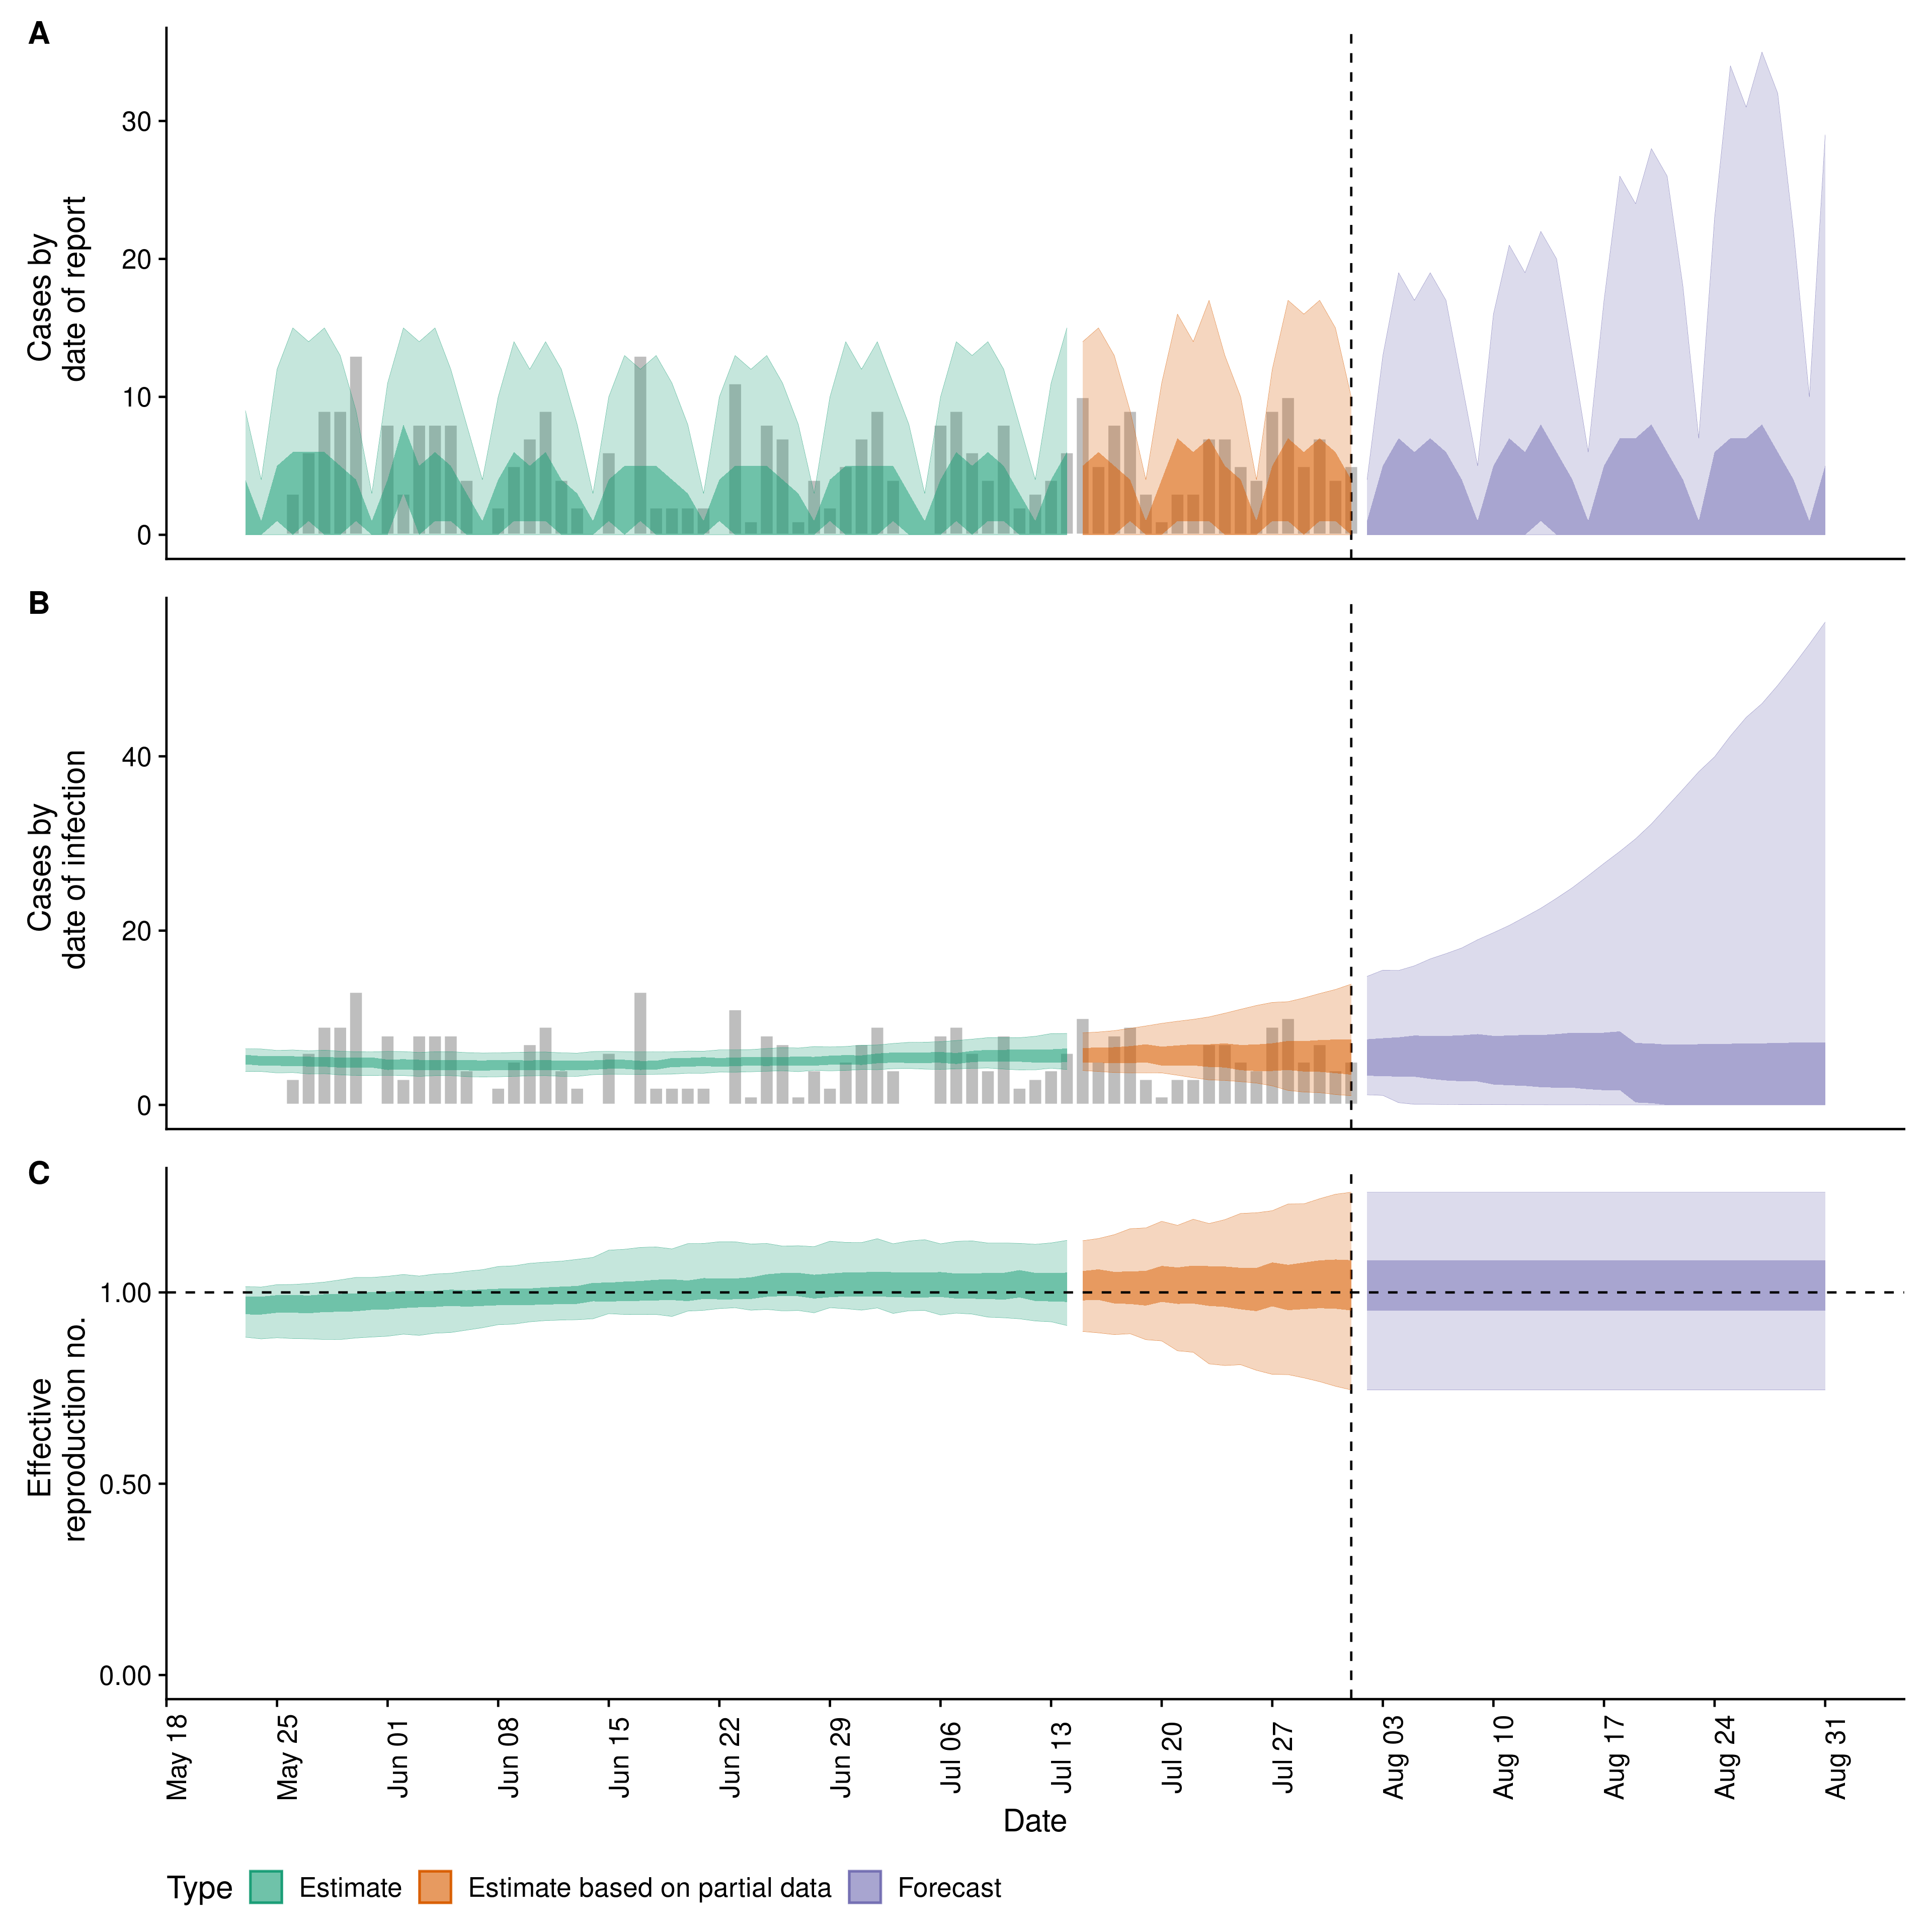 A
Cases by
date of report
30
20
10
0
B
Cases by
date of infection
40
20
0
C
Effective
reproduction no.
1.00
0.50
0.00
May 18
May 25
Jun 01
Jun 08
Jun 15
Jun 22
Jun 29
Jul 06
Jul 13
Jul 20
Jul 27
Aug 03
Aug 10
Aug 17
Aug 24
Aug 31
Date
Type Estimate Estimate based on partial data Forecast